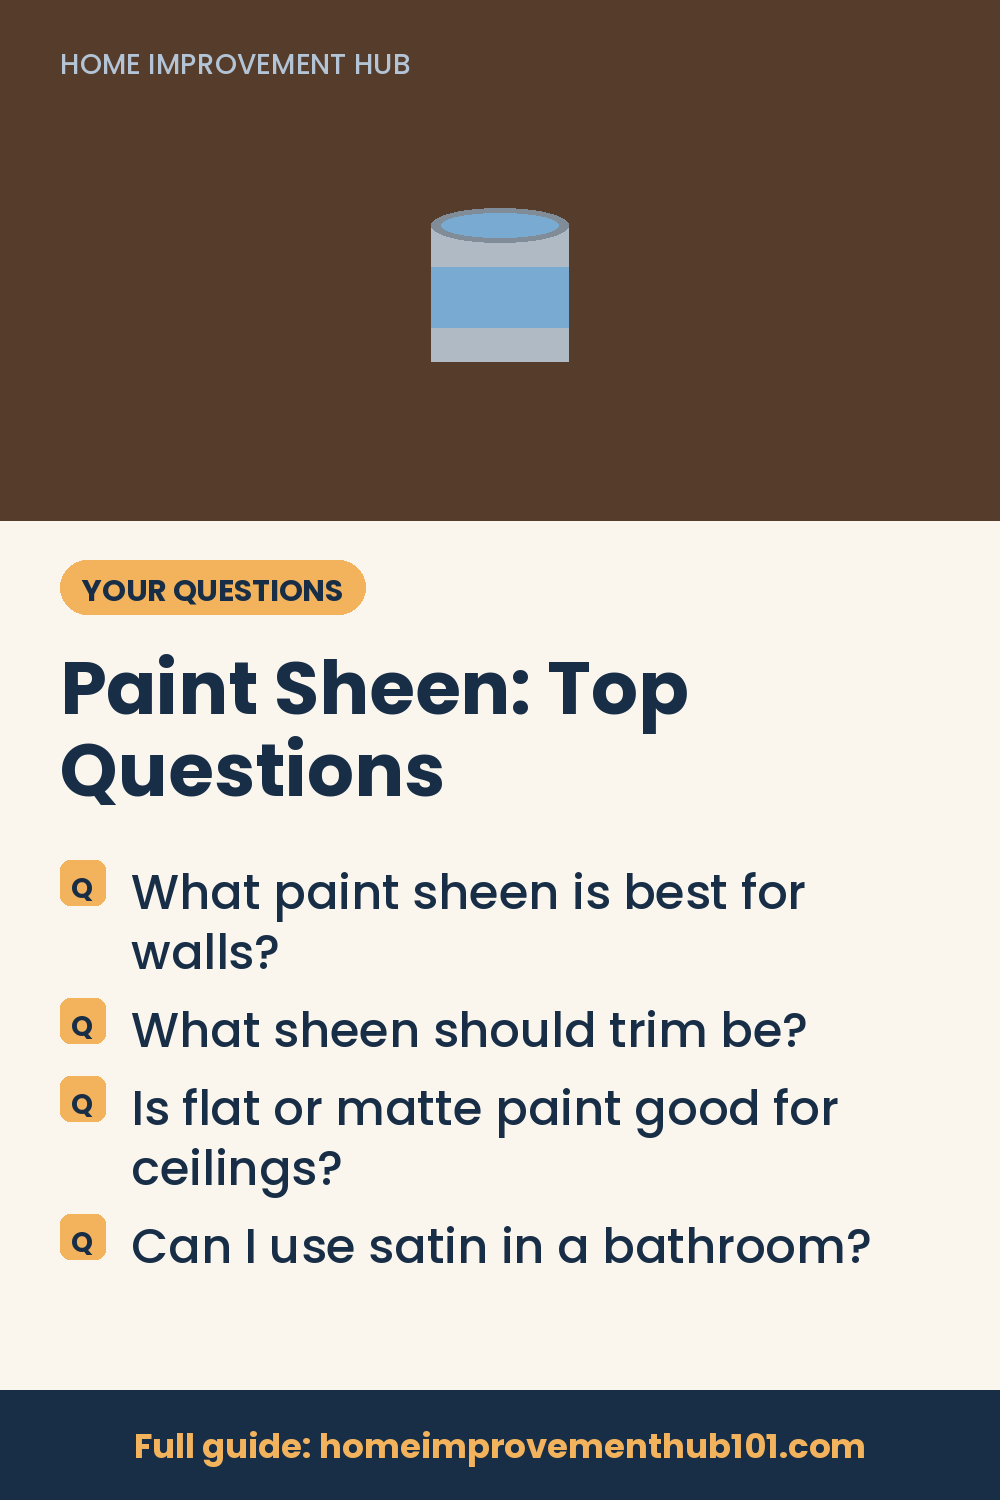 HOME IMPROVEMENT HUB
YOUR QUESTIONS
Paint Sheen: Top
Questions
Q What paint sheen is best for
walls?
Q What sheen should trim be?
Q Is flat or matte paint good for
ceilings?
Q Can I use satin in a bathroom?
Full guide: homeimprovementhub101.com